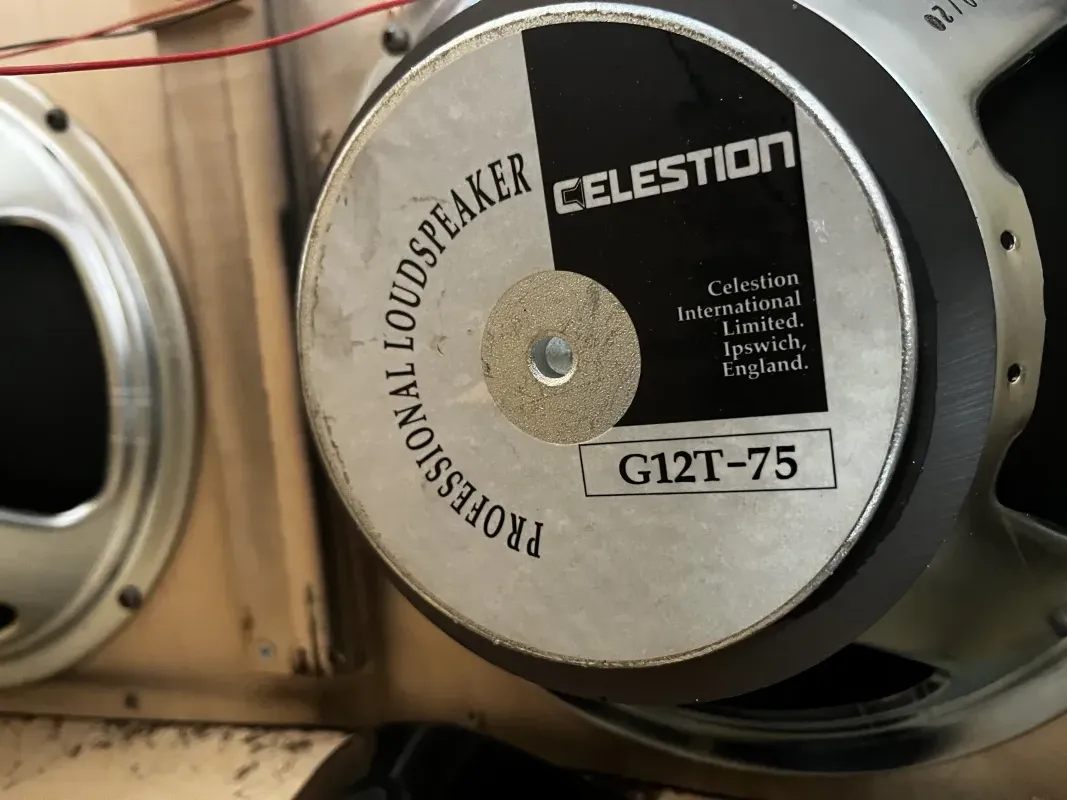 CELESTION
PROFESSIONAL LOUDSPEAKER
Celestion
International
Limited.
Ipswich,
England.
G12T-75